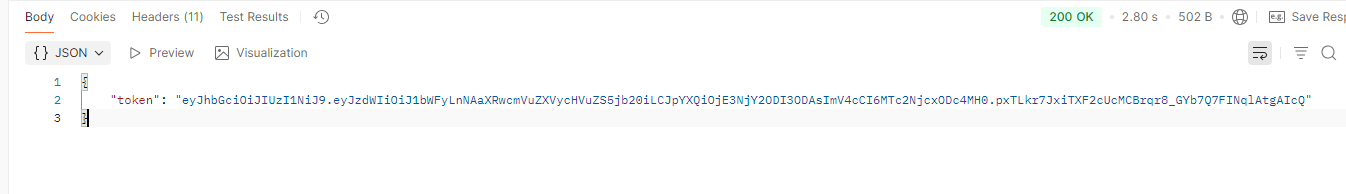 Body Cookies Headers (11) Test Results 200 OK • 2.80 s • 502 B • e.g. Save Resp
{} JSON Preview Visualization
1 {
2 "token": "eyJhbGciOiJIUzI1NiJ9.eyJzdWIiOiJ1bWFyLnNAaXRwcmVuZXVycHVuZS5jb20iLCJpYXQiOjE3NjY2ODI3ODAsImV4cCI6MTc2NjcxODc4MH0.pxTLkr7JxiTXF2cUcMCBrqr8_GYb7Q7FINqlAtgAIcQ"
3 }